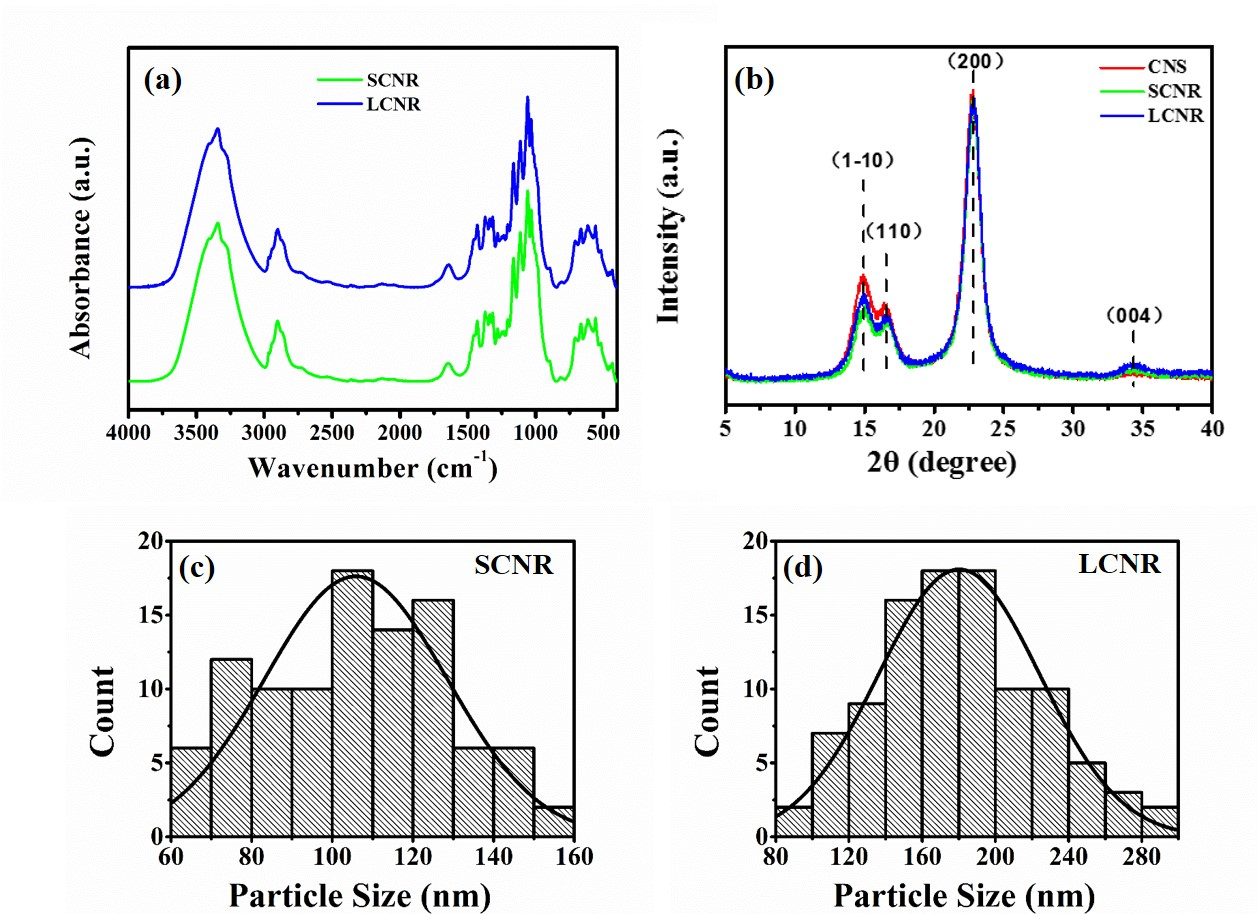 (a)
SCNR
LCNR
Absorbance (a.u.)
4000 3500 3000 2500 2000 1500 1000 500
Wavenumber (cm⁻¹)
(b)
(200)
CNS
SCNR
LCNR
(1-10)
(110)
(004)
Intensity (a.u.)
5 10 15 20 25 30 35 40
2θ (degree)
(c)
SCNR
20
15
10
5
0
Count
60 80 100 120 140 160
Particle Size (nm)
(d)
LCNR
20
15
10
5
0
Count
80 120 160 200 240 280
Particle Size (nm)